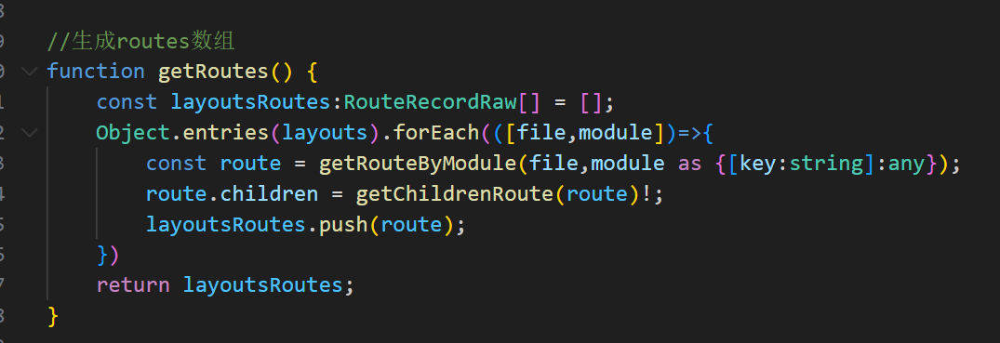 //生成routes数组
function getRoutes() {
    const layoutsRoutes:RouteRecordRaw[] = [];
    Object.entries(layouts).forEach(([file,module])=>{
        const route = getRouteByModule(file,module as {[key:string]:any});
        route.children = getChildrenRoute(route)!;
        layoutsRoutes.push(route);
    })
    return layoutsRoutes;
}